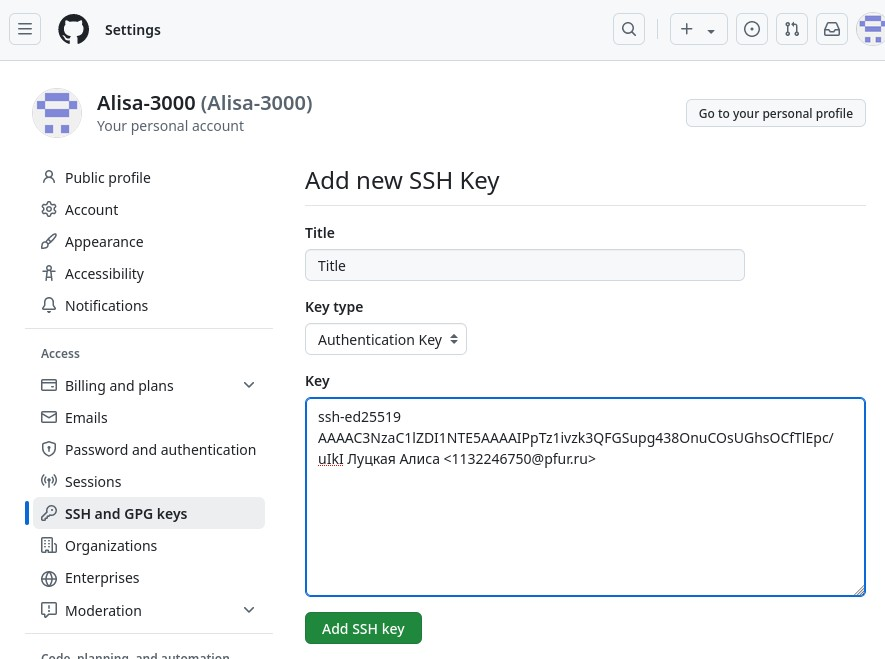 Settings
Alisa-3000 (Alisa-3000)
Your personal account
Go to your personal profile
Public profile
Account
Appearance
Accessibility
Notifications
Access
Billing and plans
Emails
Password and authentication
Sessions
SSH and GPG keys
Organizations
Enterprises
Moderation
Code, planning, and automation
Add new SSH Key
Title
Title
Key type
Authentication Key
Key
ssh-ed25519
AAAAC3NzaC1lZDI1NTE5AAAAIPpTz1ivzk3QFGSupg438OnuCOsUGhsOCfTlEpc/
uIkI Луцкая Алиса <1132246750@pfur.ru>
Add SSH key